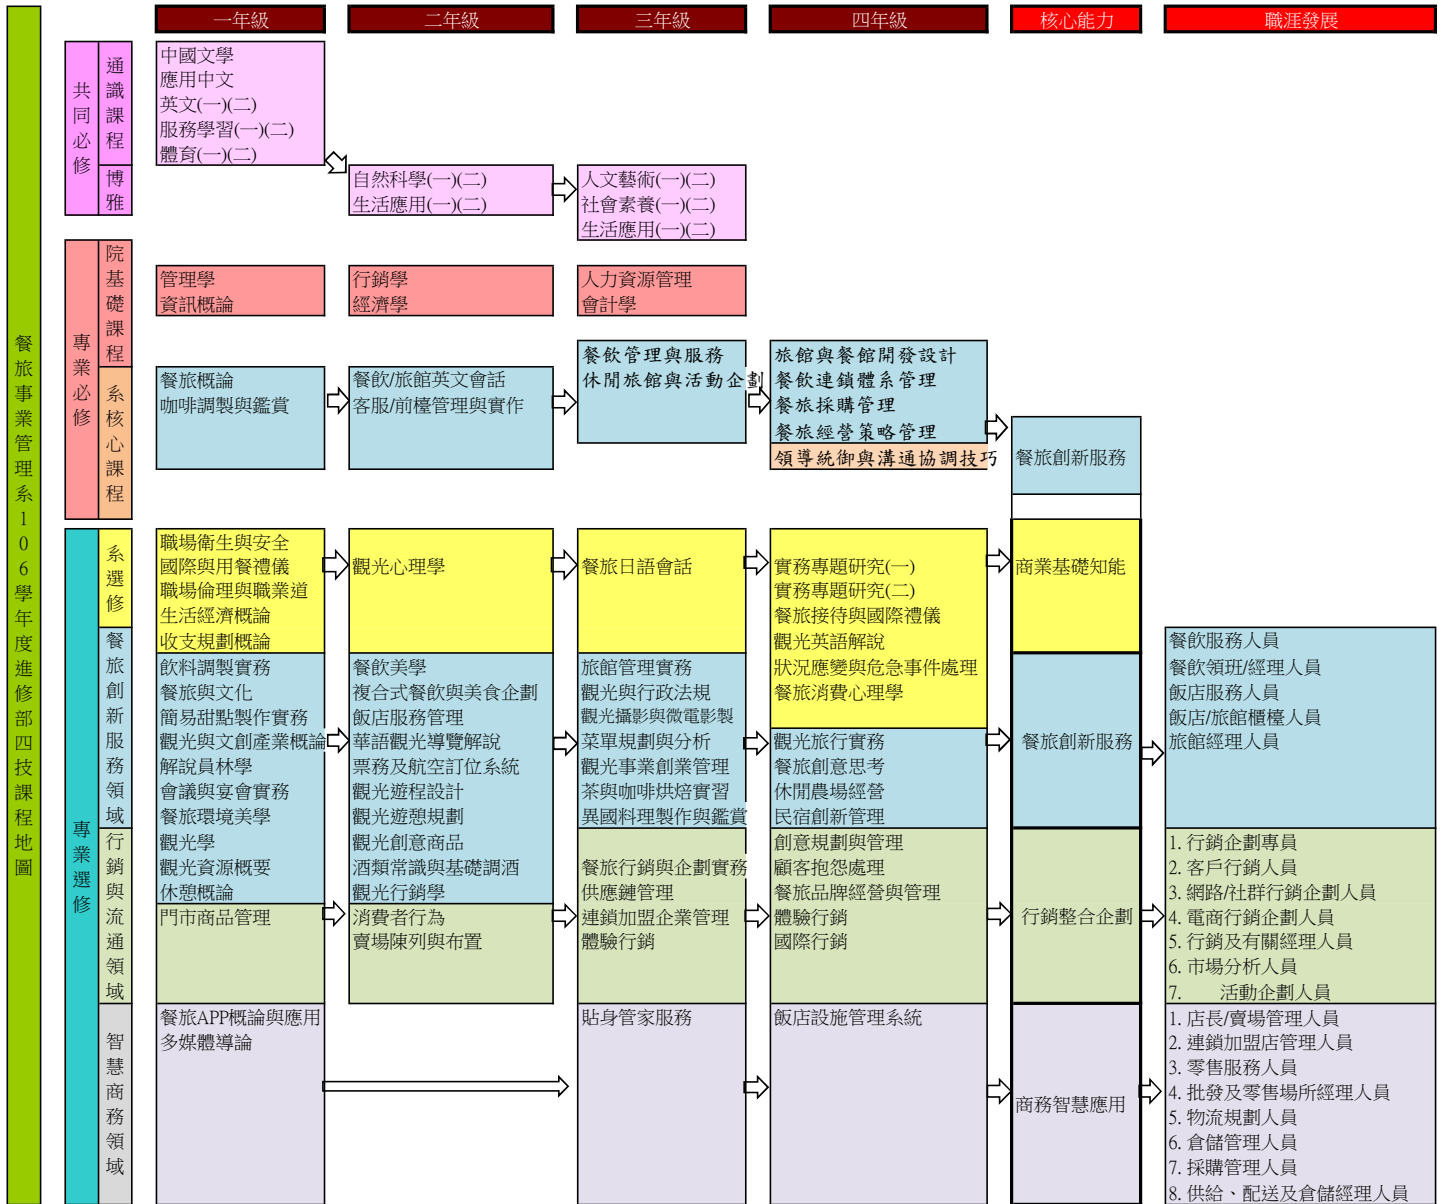 餐旅事業管理系106學年度進修部四技課程地圖
一年級
二年級
三年級
四年級
核心能力
職涯發展
共同必修
通識課程
中國文學
應用中文
英文(一)(二)
服務學習(一)(二)
體育(一)(二)
博雅
自然科學(一)(二)
生活應用(一)(二)
人文藝術(一)(二)
社會素養(一)(二)
生活應用(一)(二)
專業必修
院基礎課程
管理學
資訊概論
行銷學
經濟學
人力資源管理
會計學
系核心課程
餐旅概論
咖啡調製與鑑賞
餐飲/旅館英文會話
客服/前檯管理與實作
餐飲管理與服務
休閒旅館與活動企劃
旅館與餐館開發設計
餐飲連鎖體系管理
餐旅採購管理
餐旅經營策略管理
領導統御與溝通協調技巧
餐旅創新服務
專業選修
系選修
職場衛生與安全
國際與用餐禮儀
職場倫理與職業道
生活經濟概論
收支規劃概論
觀光心理學
餐旅日語會話
實務專題研究(一)
實務專題研究(二)
餐旅接待與國際禮儀
觀光英語解說
狀況應變與危急事件處理
餐旅消費心理學
商業基礎知能
餐旅創新服務領域
飲料調製實務
餐旅與文化
簡易甜點製作實務
觀光與文創產業概論
解說員林學
會議與宴會實務
餐旅環境美學
觀光學
觀光資源概要
休憩概論
餐飲美學
複合式餐飲與美食企劃
飯店服務管理
華語觀光導覽解說
票務及航空訂位系統
觀光遊程設計
觀光遊憩規劃
觀光創意商品
酒類常識與基礎調酒
觀光行銷學
旅館管理實務
觀光與行政法規
觀光攝影與微電影製
菜單規劃與分析
觀光事業創業管理
茶與咖啡烘焙實習
異國料理製作與鑑賞
觀光旅行實務
餐旅創意思考
休閒農場經營
民宿創新管理
餐旅創新服務
餐飲服務人員
餐飲領班/經理人員
飯店服務人員
飯店/旅館櫃檯人員
旅館經理人員
行銷與流通領域
門市商品管理
消費者行為
賣場陳列與布置
餐旅行銷與企劃實務
供應鏈管理
連鎖加盟企業管理
體驗行銷
創意規劃與管理
顧客抱怨處理
餐旅品牌經營與管理
體驗行銷
國際行銷
行銷整合企劃
1. 行銷企劃專員
2. 客戶行銷人員
3. 網路/社群行銷企劃人員
4. 電商行銷企劃人員
5. 行銷及有關經理人員
6. 市場分析人員
7. 活動企劃人員
智慧商務領域
餐旅APP概論與應用
多媒體導論
貼身管家服務
飯店設施管理系統
商務智慧應用
1. 店長/賣場管理人員
2. 連鎖加盟店管理人員
3. 零售服務人員
4. 批發及零售場所經理人員
5. 物流規劃人員
6. 倉儲管理人員
7. 採購管理人員
8. 供給、配送及倉儲經理人員